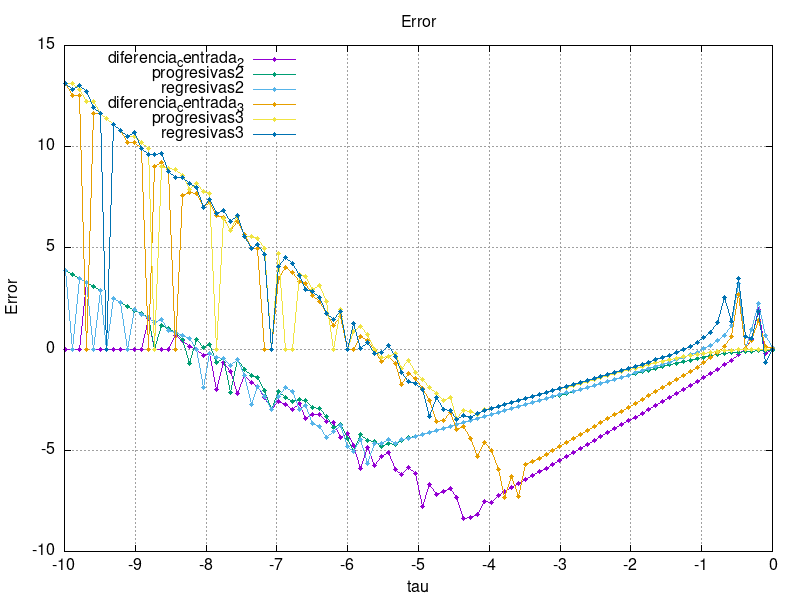 Error
15
10
5
0
-5
-10
-10
-9
-8
-7
-6
-5
-4
-3
-2
-1
0
Error
tau
diferencia_centrada_2
progresivas2
regresivas2
diferencia_centrada_3
progresivas3
regresivas3